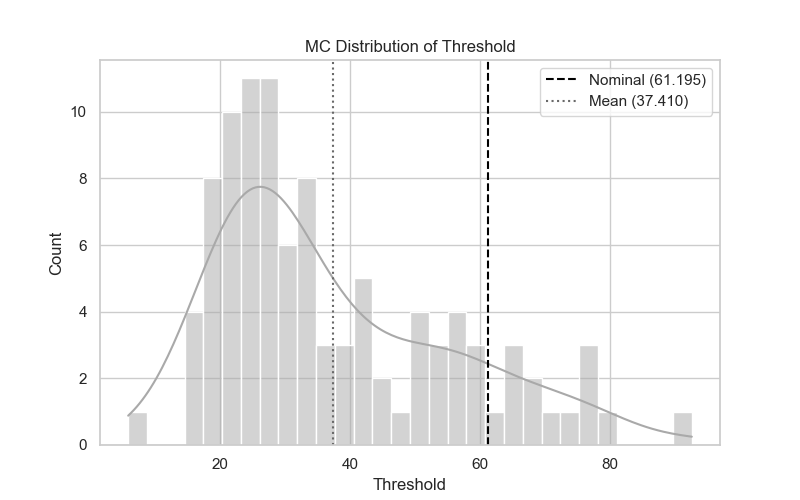 MC Distribution of Threshold
Nominal (61.195)
Mean (37.410)
Count
10
8
6
4
2
0
20 40 60 80
Threshold